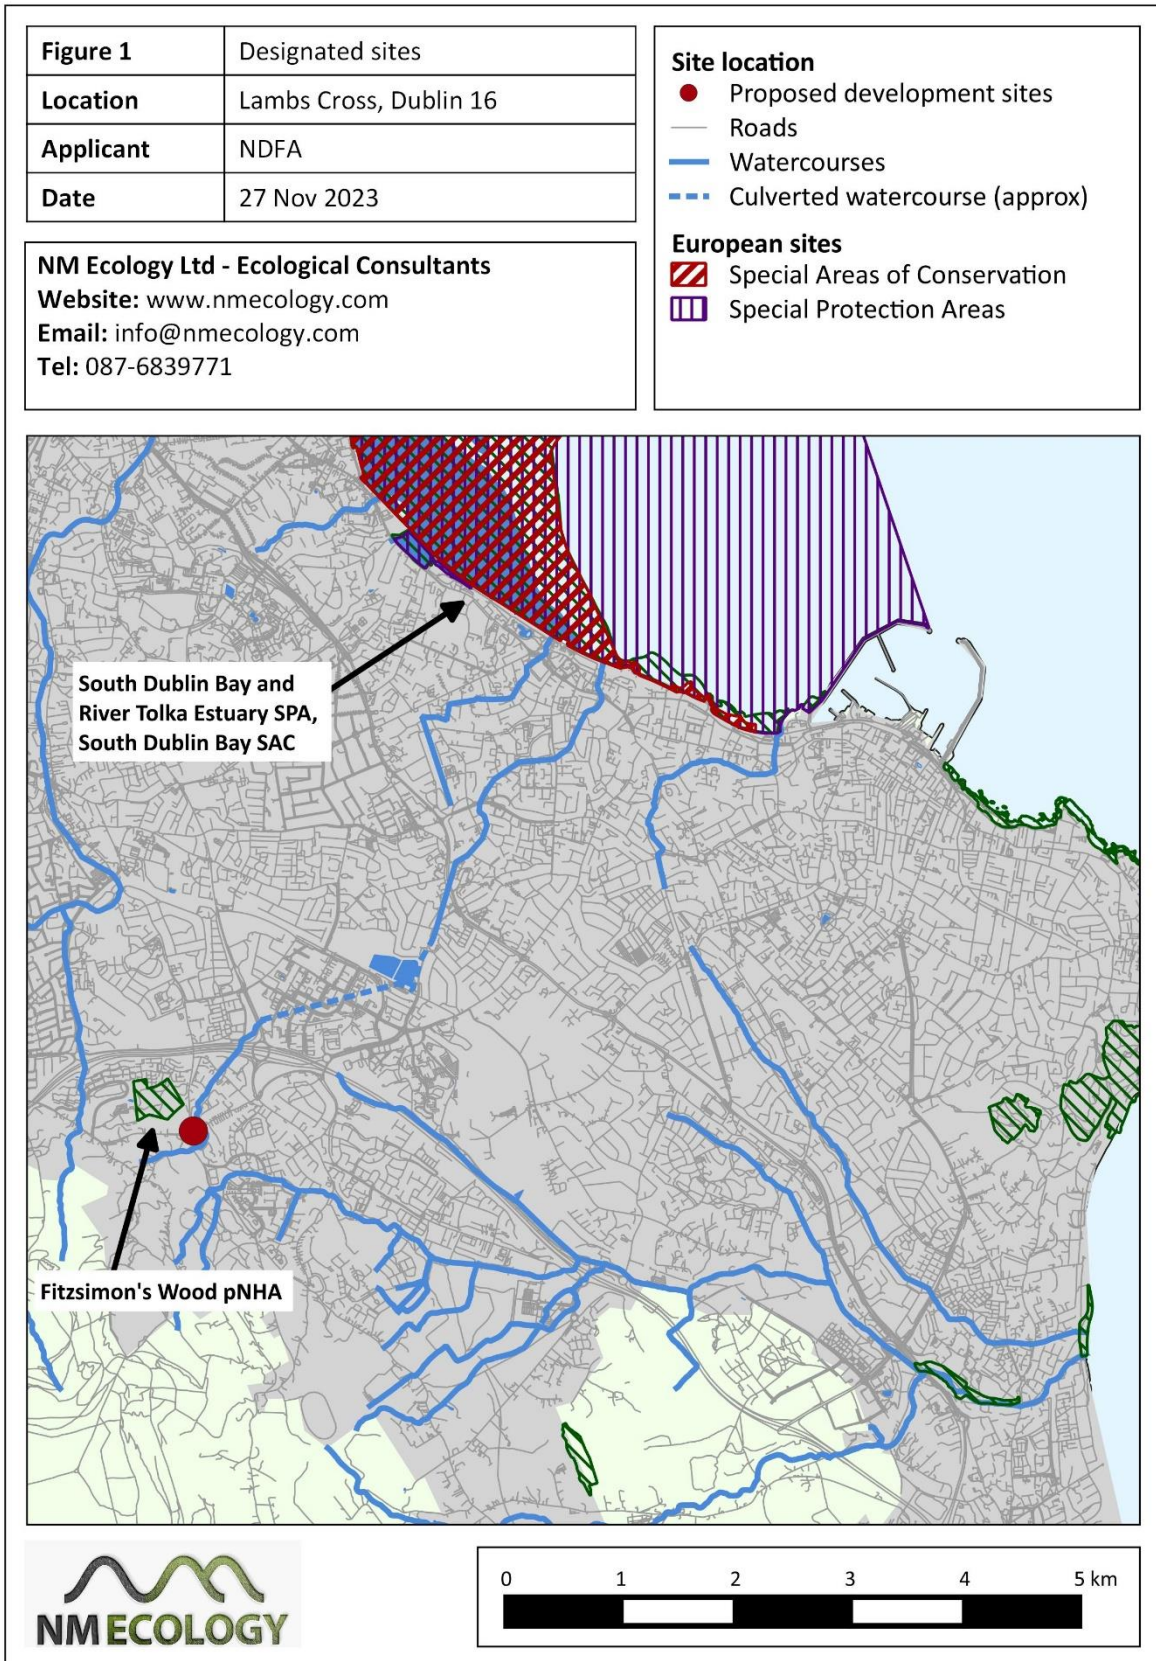 Figure 1 Designated sites
Location Lambs Cross, Dublin 16
Applicant NDFA
Date 27 Nov 2023
NM Ecology Ltd - Ecological Consultants
Website: www.nmecology.com
Email: info@nmecology.com
Tel: 087-6839771
Site location
Proposed development sites
Roads
Watercourses
Culverted watercourse (approx)
European sites
Special Areas of Conservation
Special Protection Areas
South Dublin Bay and
River Tolka Estuary SPA,
South Dublin Bay SAC
Fitzsimon's Wood pNHA
NMECOLOGY
0 1 2 3 4 5 km